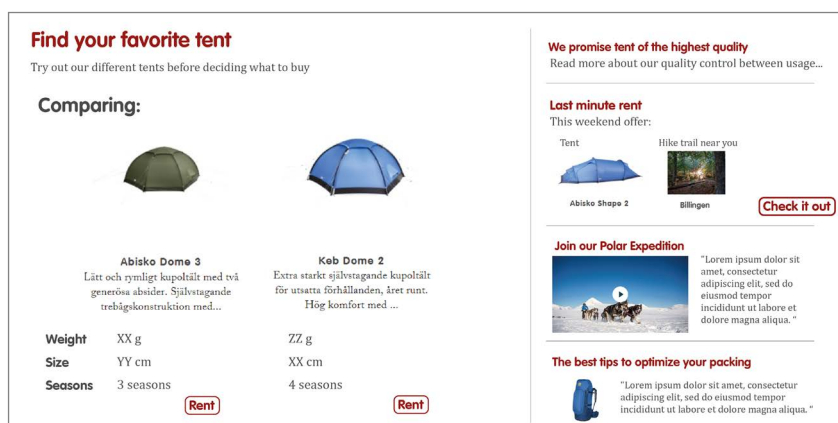 Find your favorite tent
Try out our different tents before deciding what to buy
Comparing:
Abisko Dome 3
Lätt och rymligt kupoltält med två
generösa absider. Självstagande
trebågskonstruktion med...
Keb Dome 2
Extra starkt självstagande kupoltält
för utsatta förhållanden, året runt.
Hög komfort med ...
Weight XX g ZZ g
Size YY cm XX cm
Seasons 3 seasons 4 seasons
Rent Rent
We promise tent of the highest quality
Read more about our quality control between usage...
Last minute rent
This weekend offer:
Tent Hike trail near you
Abisko Shape 2 Billingen
Check it out
Join our Polar Expedition
"Lorem ipsum dolor sit
amet, consectetur
adipiscing elit, sed do
eiusmod tempor
incididunt ut labore et
dolore magna aliqua. "
The best tips to optimize your packing
"Lorem ipsum dolor sit amet, consectetur
adipiscing elit, sed do eiusmod tempor
incididunt ut labore et dolore magna aliqua. "